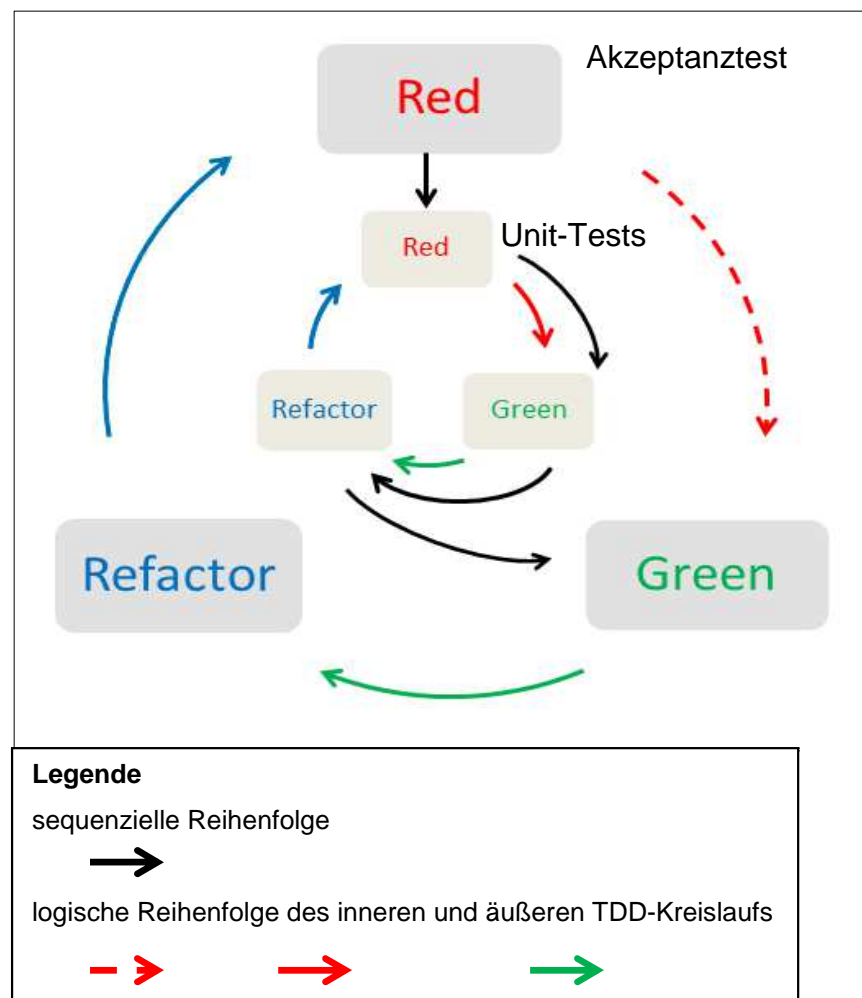 Akzeptanztest
Red
Red
Unit-Tests
Refactor
Green
Refactor
Green
Legende
sequenzielle Reihenfolge
logische Reihenfolge des inneren und äußeren TDD-Kreislaufs